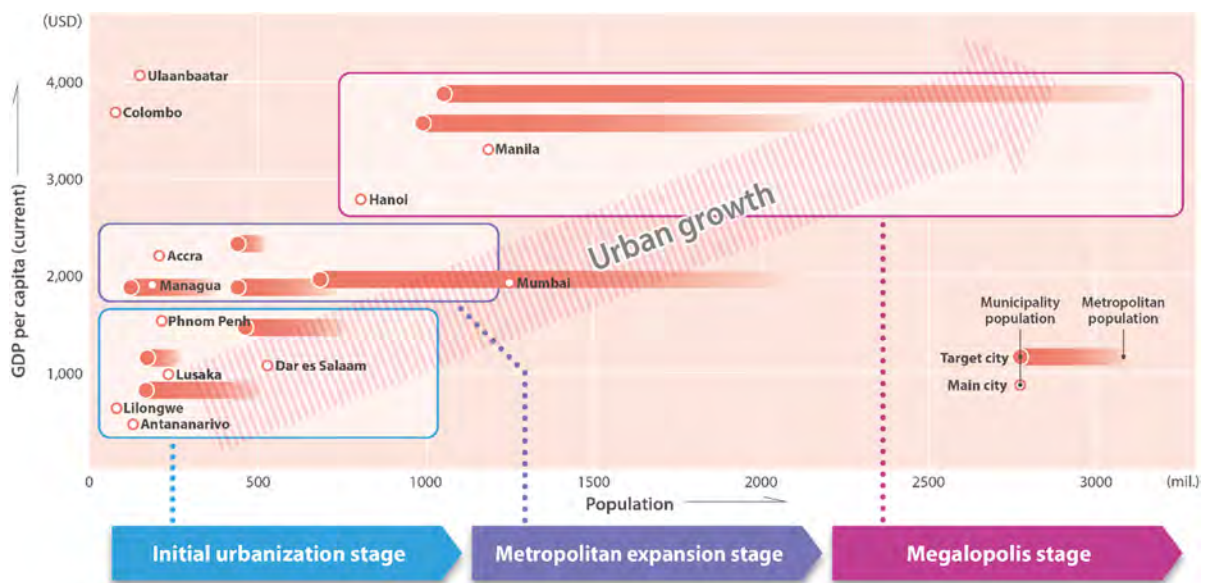 (USD)
4,000
3,000
2,000
1,000
GDP per capita (current)
Ulaanbaatar
Colombo
Manila
Hanoi
Urban growth
Accra
Managua
Mumbai
Phnom Penh
Dar es Salaam
Lusaka
Lilongwe
Antananarivo
Municipality
population
Metropolitan
population
Target city
Main city
0
500
1000
1500
2000
2500
3000
(mil.)
Population
Initial urbanization stage
Metropolitan expansion stage
Megalopolis stage